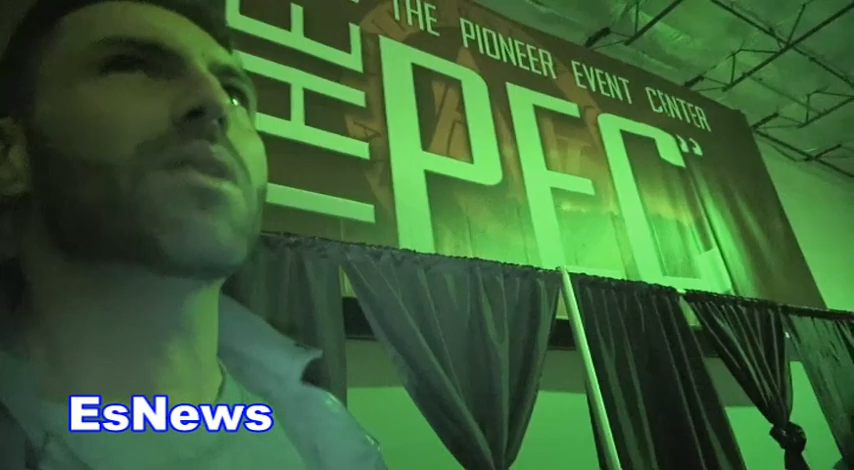 THE PIONEER EVENT CENTER
THE
PEC"
EsNews